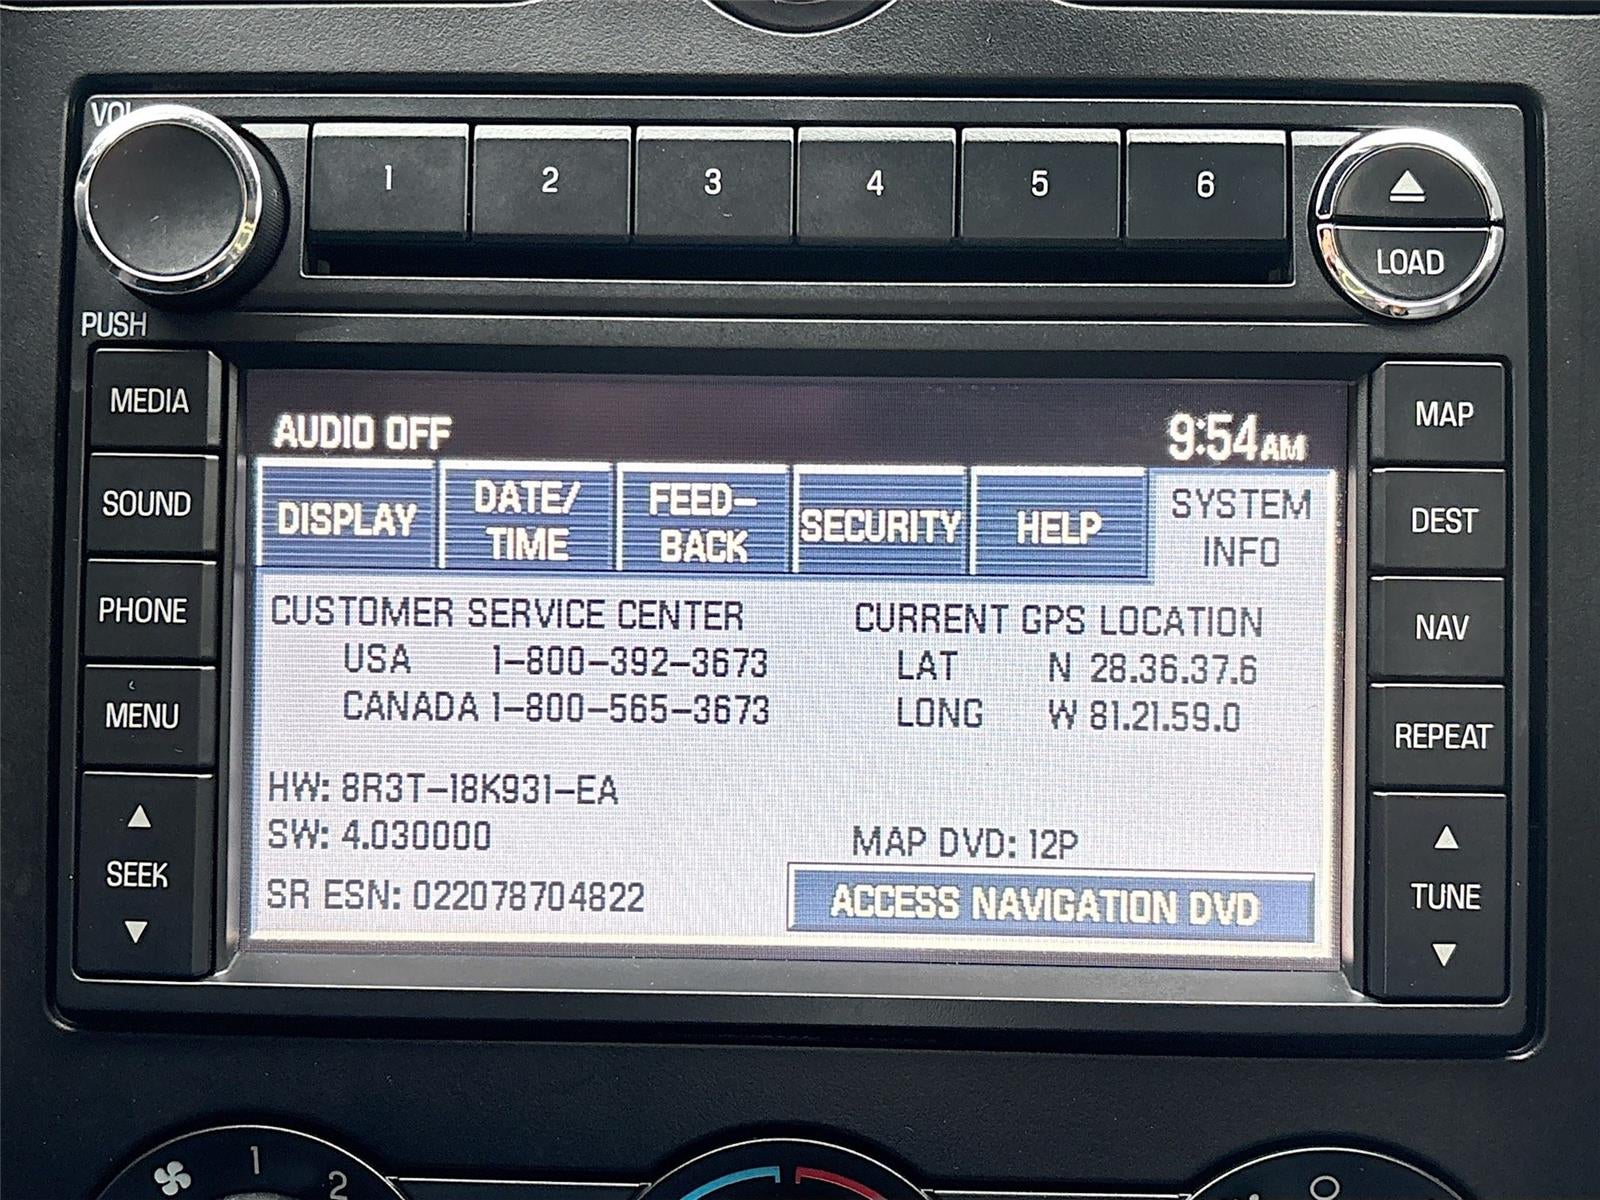 VOL
1 2 3 4 5 6
LOAD
PUSH
MEDIA
SOUND
PHONE
MENU
SEEK
AUDIO OFF 9:54AM
DISPLAY
DATE/
TIME
FEED-
BACK
SECURITY
HELP
SYSTEM
INFO
CUSTOMER SERVICE CENTER
USA 1-800-392-3673
CANADA 1-800-565-3673
CURRENT GPS LOCATION
LAT N 28.36.37.6
LONG W 81.21.59.0
HW: 8R3T-18K931-EA
SW: 4.030000
SR ESN: 022078704822
MAP DVD: 12P
ACCESS NAVIGATION DVD
MAP
DEST
NAV
REPEAT
TUNE
1 2